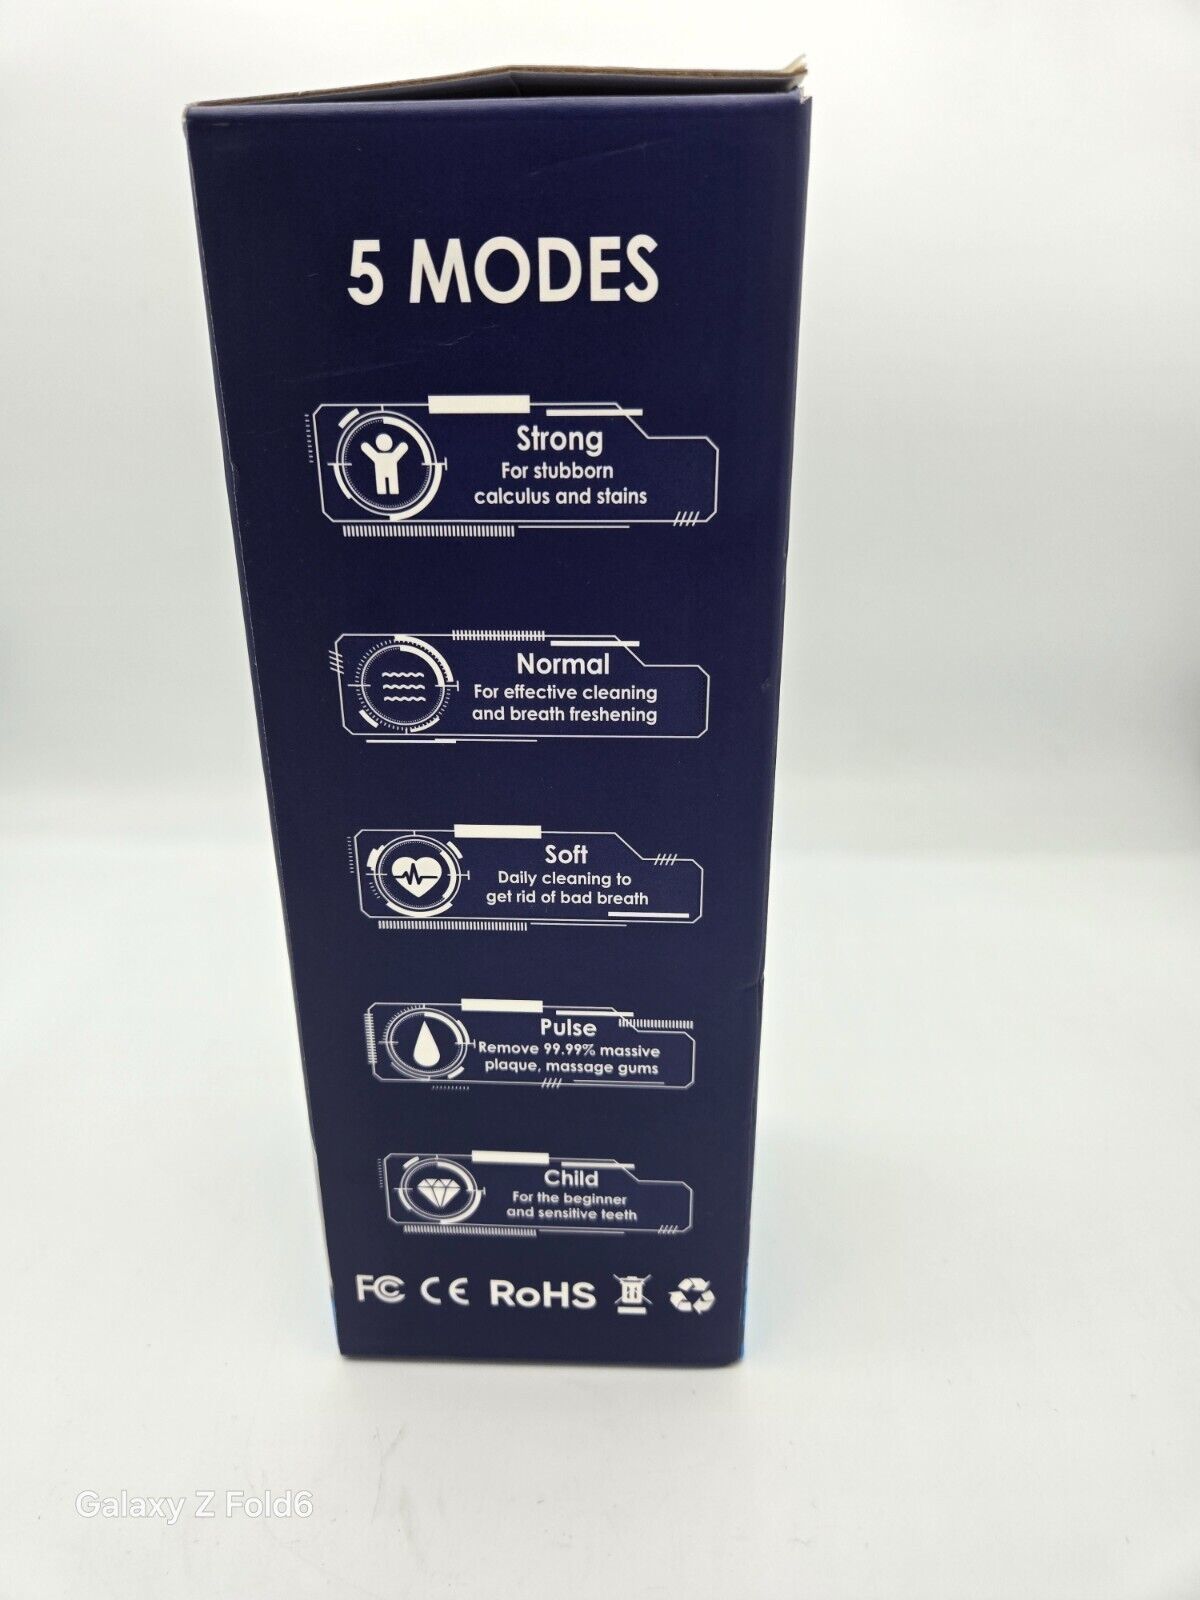 5 MODES
Strong
For stubborn
calculus and stains
Normal
For effective cleaning
and breath freshening
Soft
Daily cleaning to
get rid of bad breath
Pulse
Remove 99.99% massive
plaque, massage gums
Child
For the beginner
and sensitive teeth
FC CE RoHS
Galaxy Z Fold6